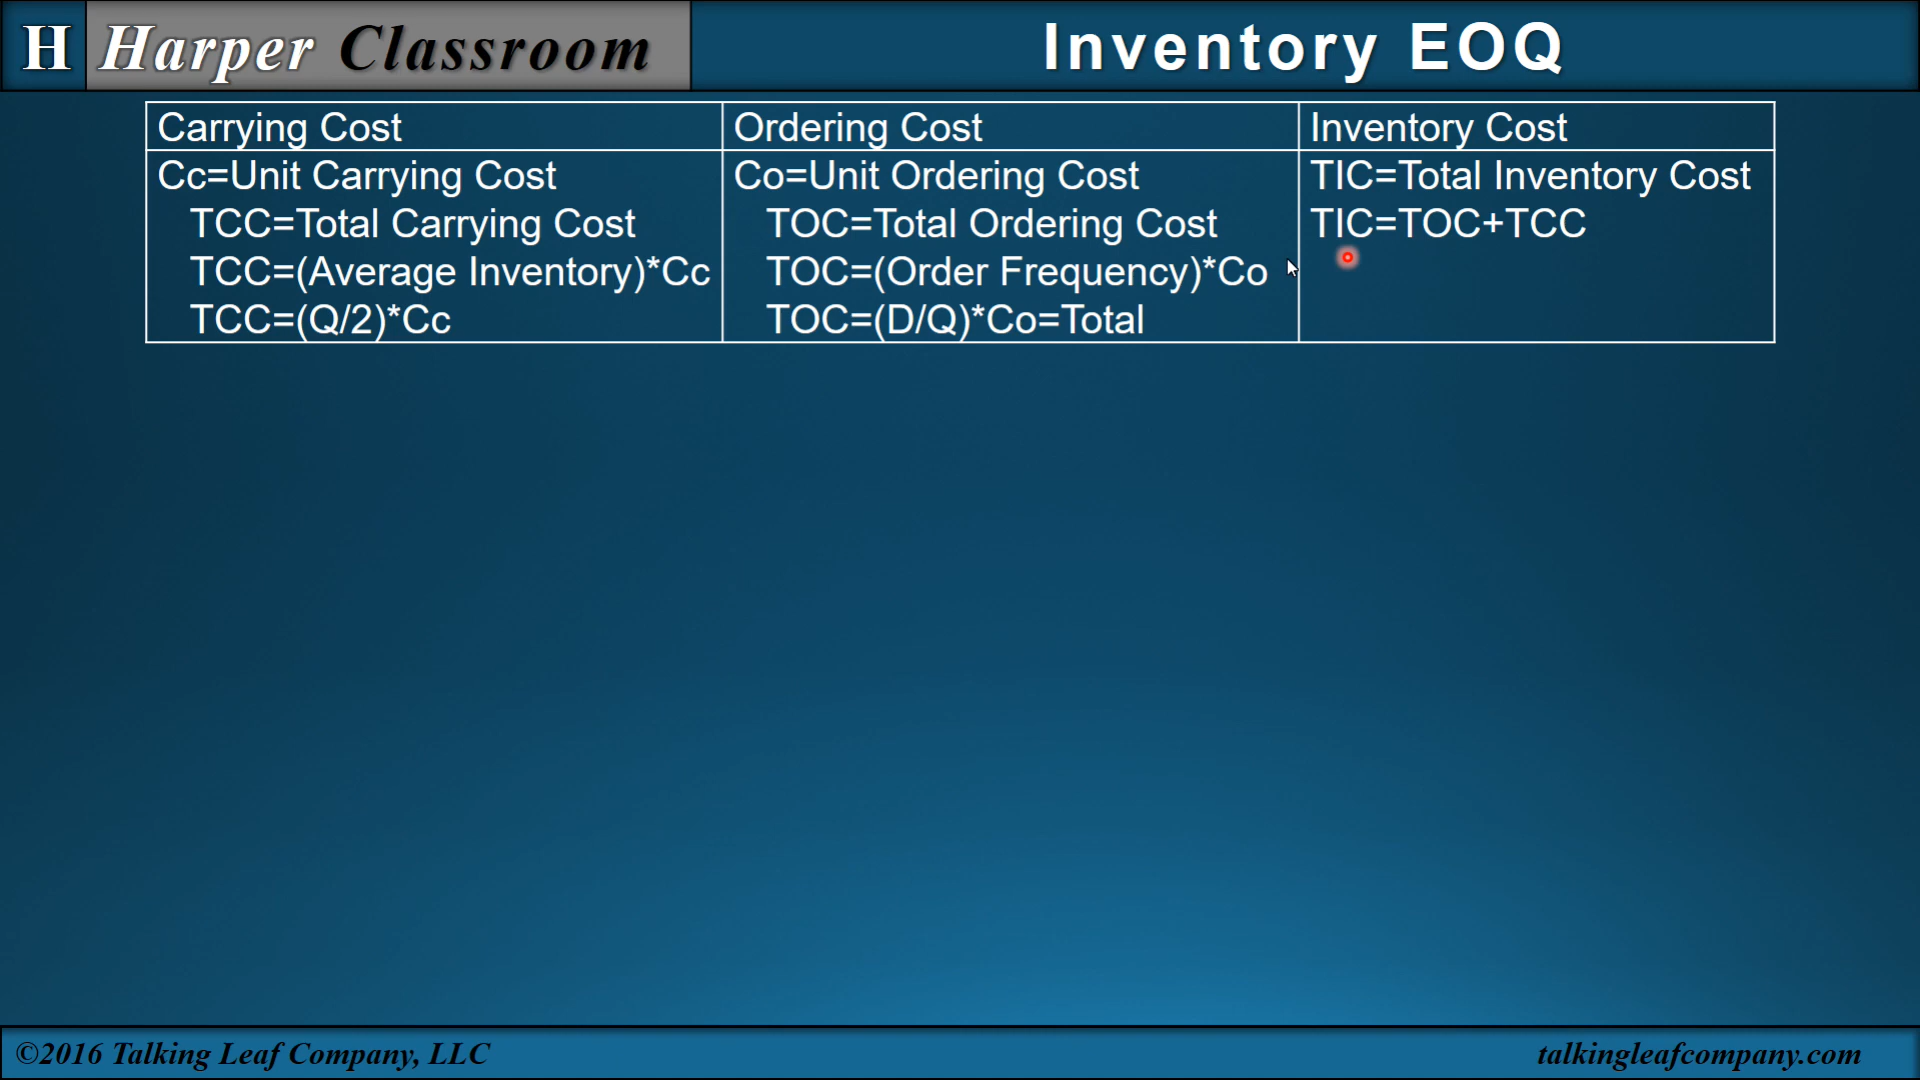 H Harper Classroom
Inventory EOQ
Carrying Cost
Cc=Unit Carrying Cost
TCC=Total Carrying Cost
TCC=(Average Inventory)*Cc
TCC=(Q/2)*Cc
Ordering Cost
Co=Unit Ordering Cost
TOC=Total Ordering Cost
TOC=(Order Frequency)*Co
TOC=(D/Q)*Co=Total
Inventory Cost
TIC=Total Inventory Cost
TIC=TOC+TCC
©2016 Talking Leaf Company, LLC
talkingleafcompany.com